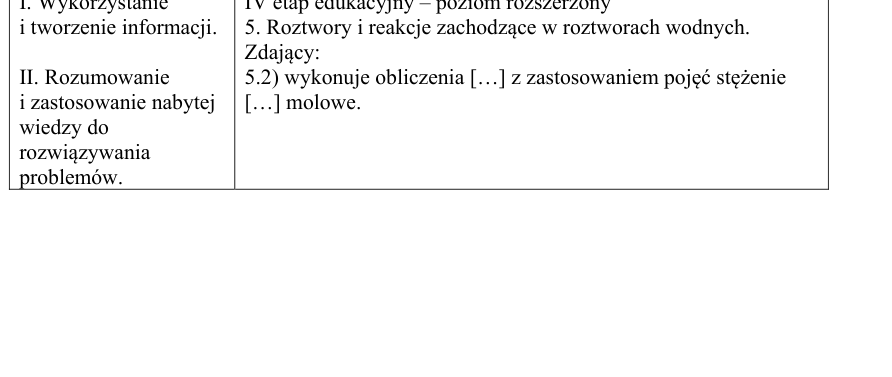 I. Wykorzystanie
i tworzenie informacji.
II. Rozumowanie
i zastosowanie nabytej
wiedzy do
rozwiązywania
problemów.
IV etap edukacyjny – poziom rozszerzony
5. Roztwory i reakcje zachodzące w roztworach wodnych.
Zdający:
5.2) wykonuje obliczenia […] z zastosowaniem pojęć stężenie
[…] molowe.